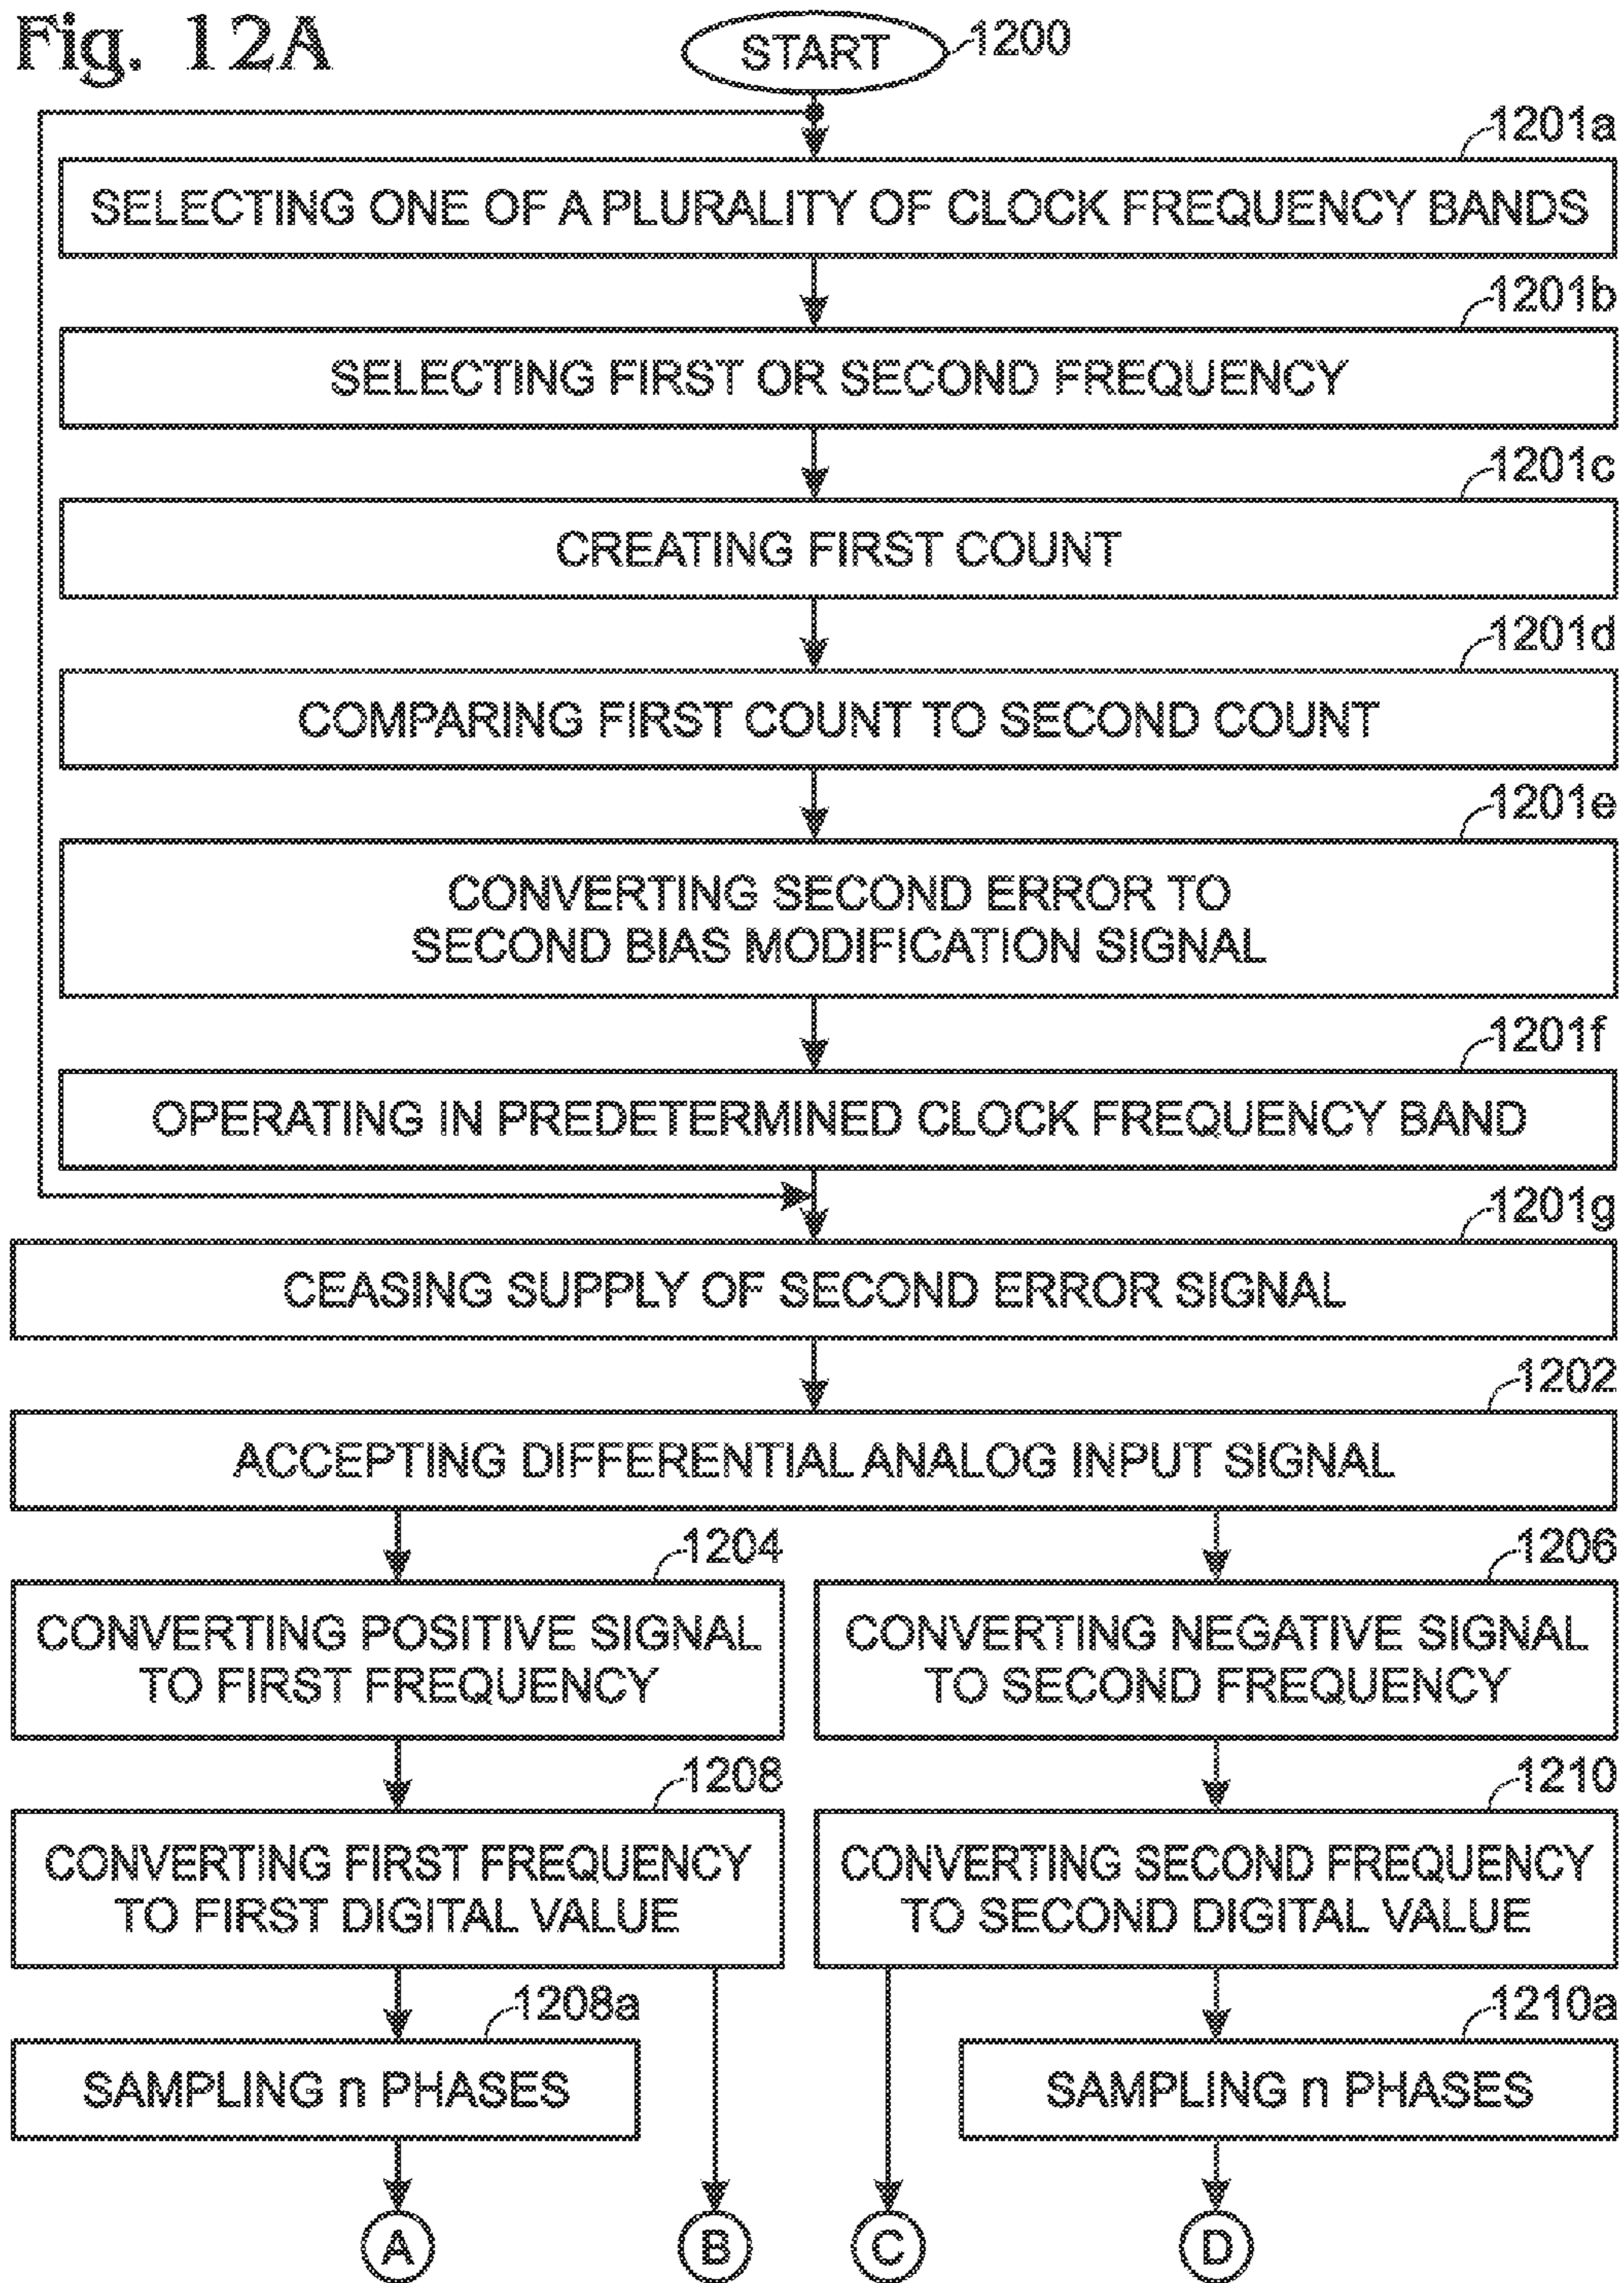 Fig. 12A
START
1200
1201a
SELECTING ONE OF A PLURALITY OF CLOCK FREQUENCY BANDS
1201b
SELECTING FIRST OR SECOND FREQUENCY
1201c
CREATING FIRST COUNT
1201d
COMPARING FIRST COUNT TO SECOND COUNT
1201e
CONVERTING SECOND ERROR TO
SECOND BIAS MODIFICATION SIGNAL
1201f
OPERATING IN PREDETERMINED CLOCK FREQUENCY BAND
1201g
CEASING SUPPLY OF SECOND ERROR SIGNAL
1202
ACCEPTING DIFFERENTIAL ANALOG INPUT SIGNAL
1204
CONVERTING POSITIVE SIGNAL
TO FIRST FREQUENCY
1206
CONVERTING NEGATIVE SIGNAL
TO SECOND FREQUENCY
1208
CONVERTING FIRST FREQUENCY
TO FIRST DIGITAL VALUE
1210
CONVERTING SECOND FREQUENCY
TO SECOND DIGITAL VALUE
1208a
SAMPLING n PHASES
1210a
SAMPLING n PHASES
A
B
C
D